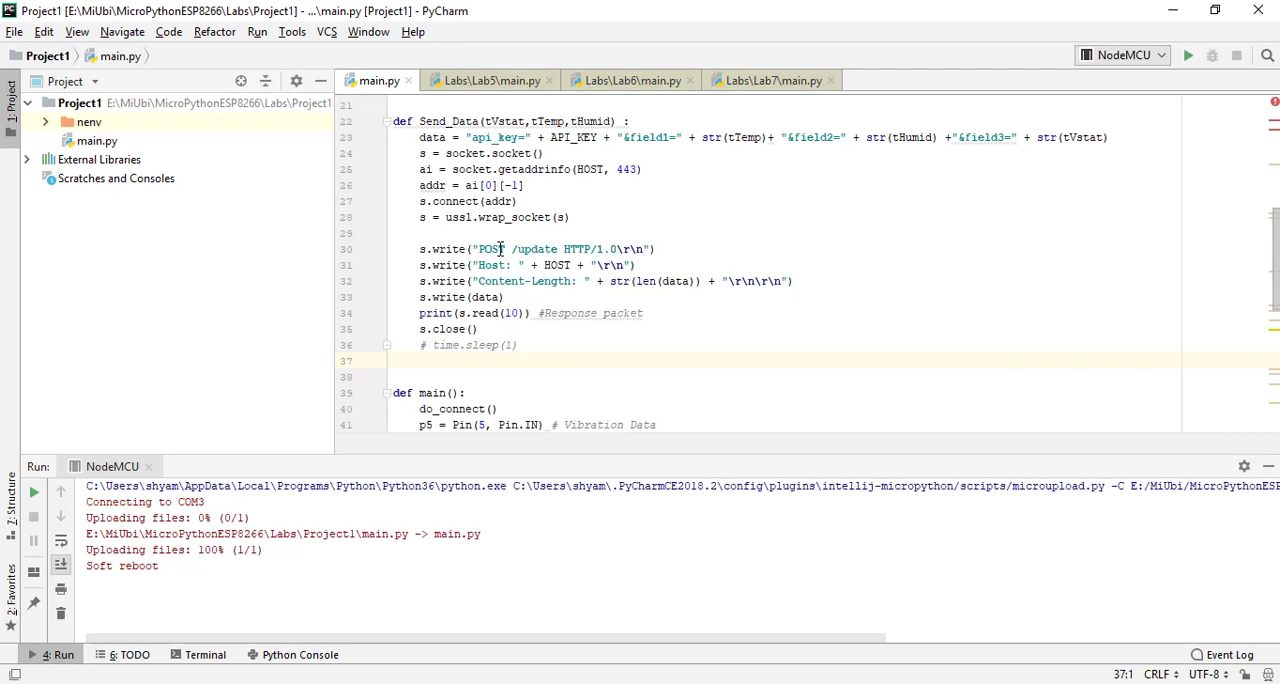 PC Project1 [E:\MiUbi\MicroPythonESP8266\Labs\Project1] - ...\main.py [Project1] - PyCharm
File Edit View Navigate Code Refactor Run Tools VCS Window Help
Project1 main.py NodeMCU
1: Project
Project
main.py Labs\Lab5\main.py Labs\Lab6\main.py Labs\Lab7\main.py
Project1 E:\MiUbi\MicroPythonESP8266\Labs\Project1
nenv
main.py
External Libraries
Scratches and Consoles
21
22 def Send_Data(tVstat,tTemp,tHumid) :
23 data = "api_key=" + API_KEY + "&field1=" + str(tTemp)+ "&field2=" + str(tHumid) +"&field3=" + str(tVstat)
24 s = socket.socket()
25 ai = socket.getaddrinfo(HOST, 443)
26 addr = ai[0][-1]
27 s.connect(addr)
28 s = ussl.wrap_socket(s)
29
30 s.write("POST /update HTTP/1.0\r\n")
31 s.write("Host: " + HOST + "\r\n")
32 s.write("Content-Length: " + str(len(data)) + "\r\n\r\n")
33 s.write(data)
34 print(s.read(10)) #Response packet
35 s.close()
36 # time.sleep(1)
37
38
39 def main():
40 do_connect()
41 p5 = Pin(5, Pin.IN) # Vibration Data
Run: NodeMCU
C:\Users\shyam\AppData\Local\Programs\Python\Python36\python.exe C:\Users\shyam\.PyCharmCE2018.2\config\plugins\intellij-micropython/scripts/microupload.py -C E:/MiUbi/MicroPythonESP
Connecting to COM3
Uploading files: 0% (0/1)
E:\MiUbi\MicroPythonESP8266\Labs\Project1\main.py -> main.py
Uploading files: 100% (1/1)
Soft reboot
7: Structure
2: Favorites
4: Run 6: TODO Terminal Python Console Event Log
37:1 CRLF UTF-8